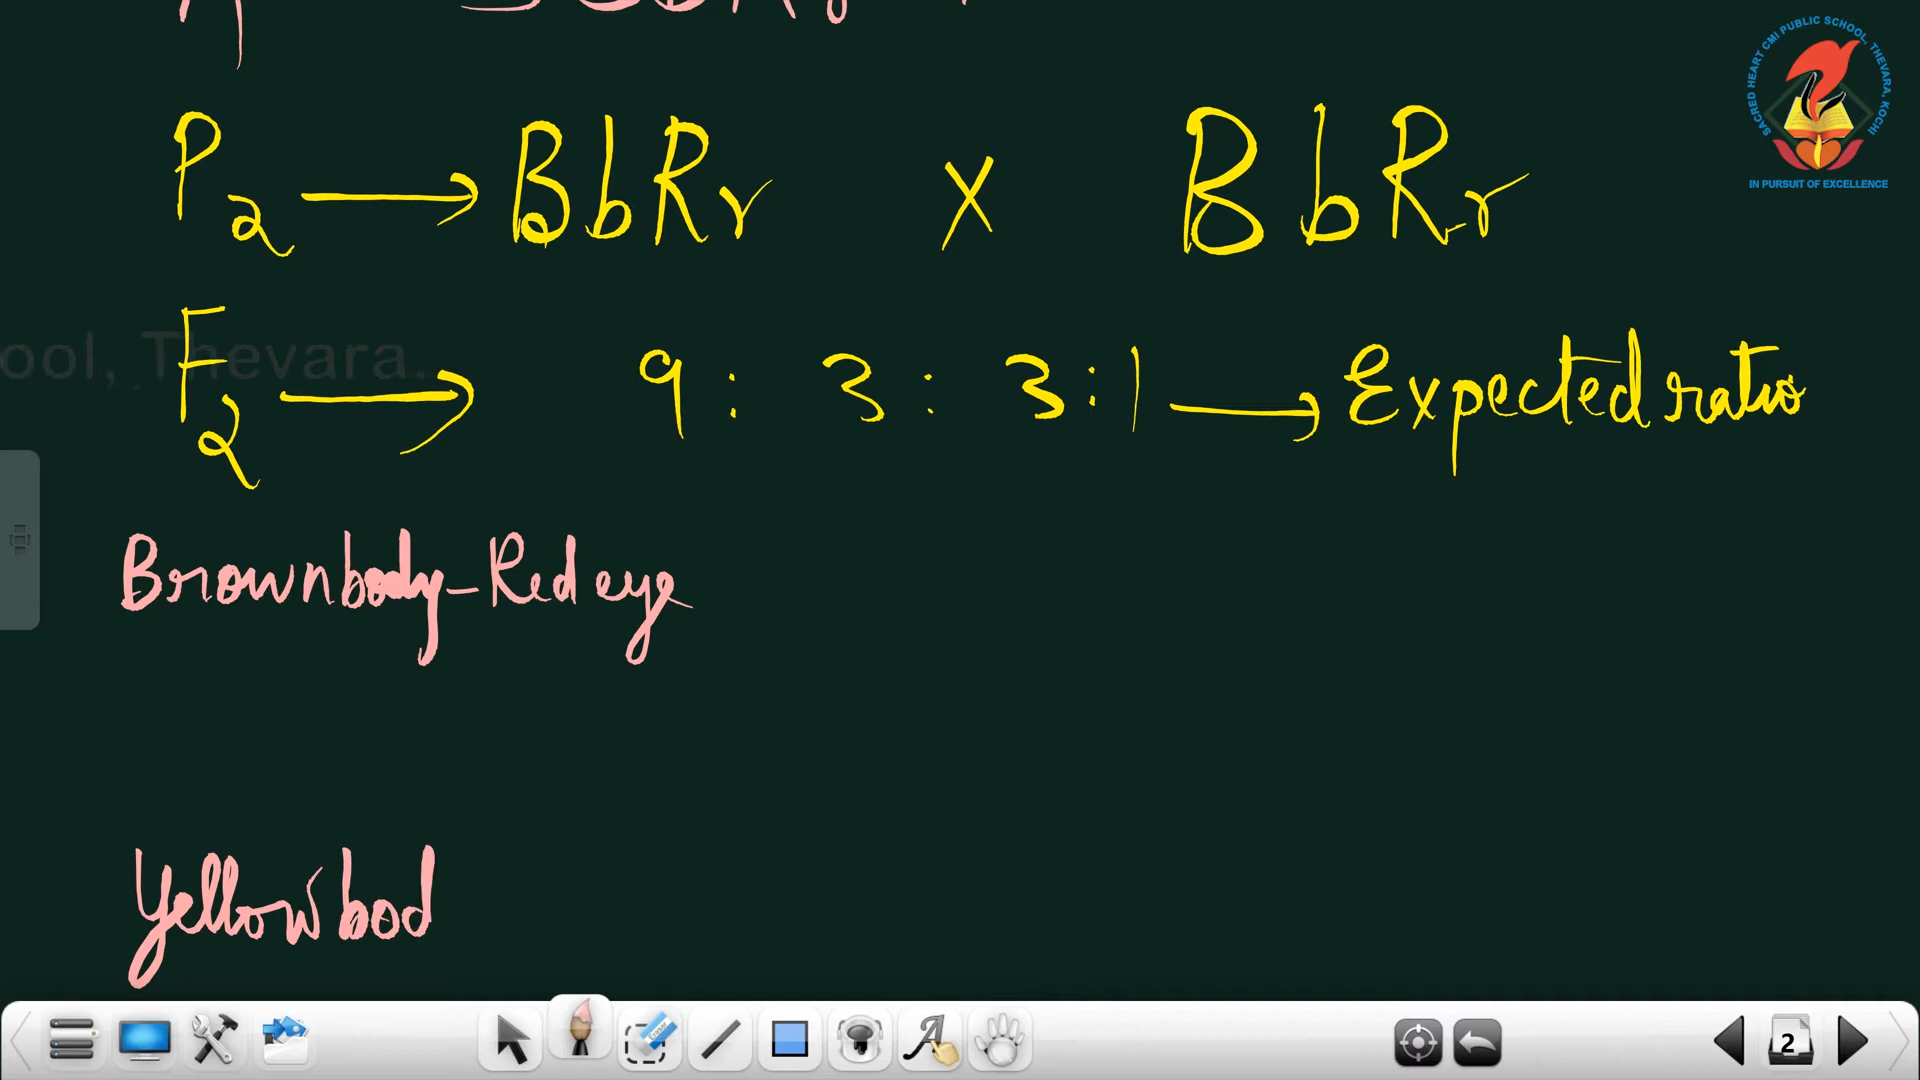 SACRED HEART CMI PUBLIC SCHOOL, THEVARA, KOCHI
IN PURSUIT OF EXCELLENCE
P2 → BbRr x BbRr
ool, Thevara..
F2 → 9 : 3 : 3 : 1 → Expected ratio
Brownbody-Red eye
Yellow bod
2